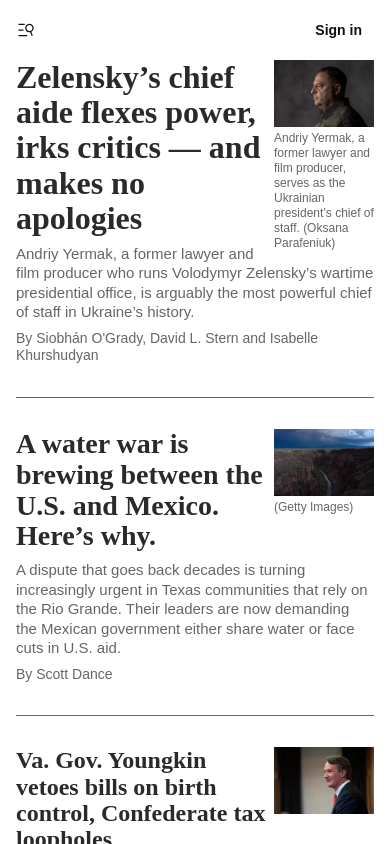 Sign in
Zelensky’s chief
aide flexes power,
irks critics — and
makes no
apologies
Andriy Yermak, a
former lawyer and
film producer,
serves as the
Ukrainian
president’s chief of
staff. (Oksana
Parafeniuk)
Andriy Yermak, a former lawyer and
film producer who runs Volodymyr Zelensky’s wartime
presidential office, is arguably the most powerful chief
of staff in Ukraine’s history.
By Siobhán O'Grady, David L. Stern and Isabelle
Khurshudyan
A water war is
brewing between the
U.S. and Mexico.
Here’s why.
(Getty Images)
A dispute that goes back decades is turning
increasingly urgent in Texas communities that rely on
the Rio Grande. Their leaders are now demanding
the Mexican government either share water or face
cuts in U.S. aid.
By Scott Dance
Va. Gov. Youngkin
vetoes bills on birth
control, Confederate tax
loopholes